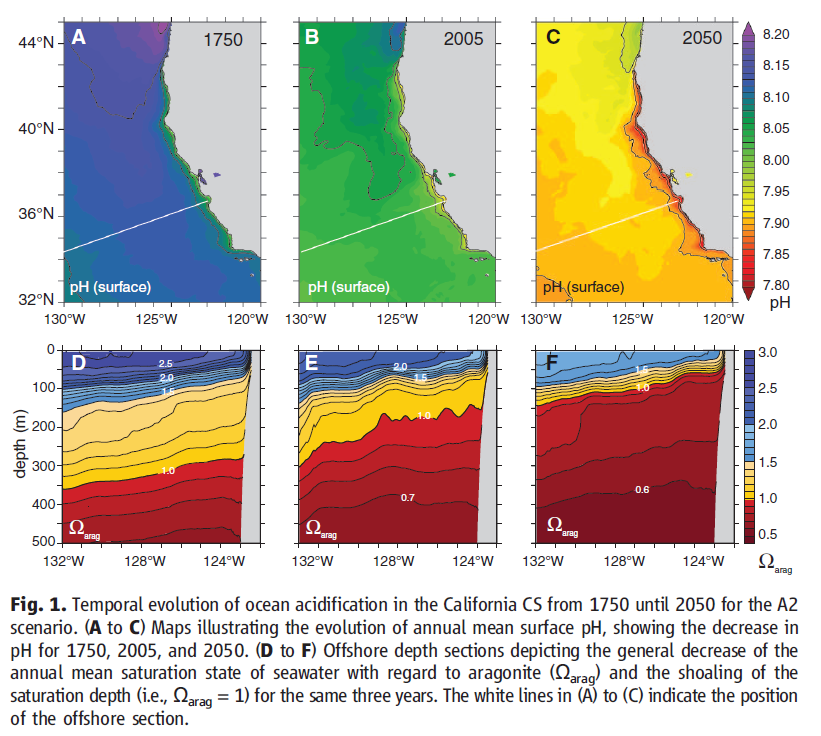 A 1750
B 2005
C 2050
44°N
40°N
36°N
32°N
pH (surface)
pH (surface)
pH (surface)
130°W 125°W 120°W
130°W 125°W 120°W
130°W 125°W 120°W
8.20
8.15
8.10
8.05
8.00
7.95
7.90
7.85
7.80
pH
D
2.5
2.0
1.5
1.0
Ωarag
E
2.0
1.5
1.0
0.7
Ωarag
F
1.5
1.0
0.6
Ωarag
0
100
200
300
400
500
depth (m)
132°W 128°W 124°W
132°W 128°W 124°W
132°W 128°W 124°W
3.0
2.5
2.0
1.5
1.0
0.5
Ωarag
Fig. 1. Temporal evolution of ocean acidification in the California CS from 1750 until 2050 for the A2
scenario. (A to C) Maps illustrating the evolution of annual mean surface pH, showing the decrease in
pH for 1750, 2005, and 2050. (D to F) Offshore depth sections depicting the general decrease of the
annual mean saturation state of seawater with regard to aragonite (Ωarag) and the shoaling of the
saturation depth (i.e., Ωarag = 1) for the same three years. The white lines in (A) to (C) indicate the position
of the offshore section.